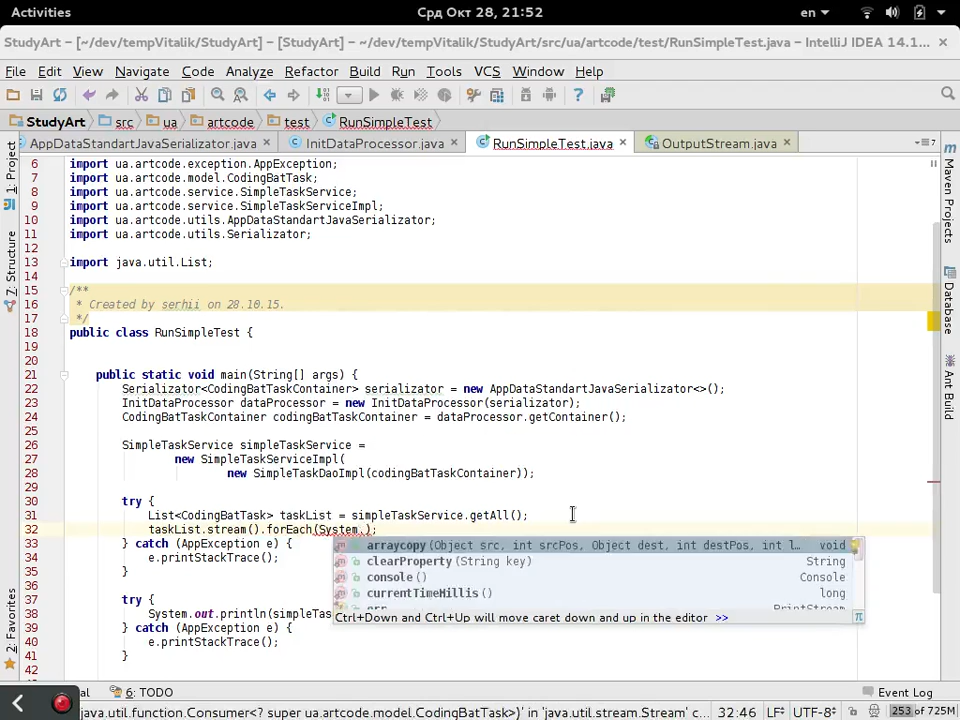 Activities
Срд Окт 28, 21:52
en
StudyArt – [~/dev/tempVitalik/StudyArt] – [StudyArt] – ~/dev/tempVitalik/StudyArt/src/ua/artcode/test/RunSimpleTest.java – IntelliJ IDEA 14.1...
File Edit View Navigate Code Analyze Refactor Build Run Tools VCS Window Help
StudyArt src ua artcode test RunSimpleTest
AppDataStandartJavaSerializator.java InitDataProcessor.java RunSimpleTest.java OutputStream.java
1: Project
7: Structure
2: Favorites
6 import ua.artcode.exception.AppException;
7 import ua.artcode.model.CodingBatTask;
8 import ua.artcode.service.SimpleTaskService;
9 import ua.artcode.service.SimpleTaskServiceImpl;
10 import ua.artcode.utils.AppDataStandartJavaSerializator;
11 import ua.artcode.utils.Serializator;
12
13 import java.util.List;
14
15 /**
16 * Created by serhii on 28.10.15.
17 */
18 public class RunSimpleTest {
19
20
21 public static void main(String[] args) {
22 Serializator<CodingBatTaskContainer> serializator = new AppDataStandartJavaSerializator<>();
23 InitDataProcessor dataProcessor = new InitDataProcessor(serializator);
24 CodingBatTaskContainer codingBatTaskContainer = dataProcessor.getContainer();
25
26 SimpleTaskService simpleTaskService =
27 new SimpleTaskServiceImpl(
28 new SimpleTaskDaoImpl(codingBatTaskContainer));
29
30 try {
31 List<CodingBatTask> taskList = simpleTaskService.getAll();
32 taskList.stream().forEach(System.);
33 } catch (AppException e) {
34 e.printStackTrace();
35 }
36
37 try {
38 System.out.println(simpleTas
39 } catch (AppException e) {
40 e.printStackTrace();
41 }
42
arraycopy(Object src, int srcPos, Object dest, int destPos, int l... void
clearProperty(String key) String
console() Console
currentTimeMillis() long
err PrintStream
Ctrl+Down and Ctrl+Up will move caret down and up in the editor >>
Maven Projects
Database
Ant Build
al 6: TODO Event Log
java.util.function.Consumer<? super ua.artcode.model.CodingBatTask>)' in 'java.util.stream.Stream' c... 32:46 LF UTF-8 253 of 725M